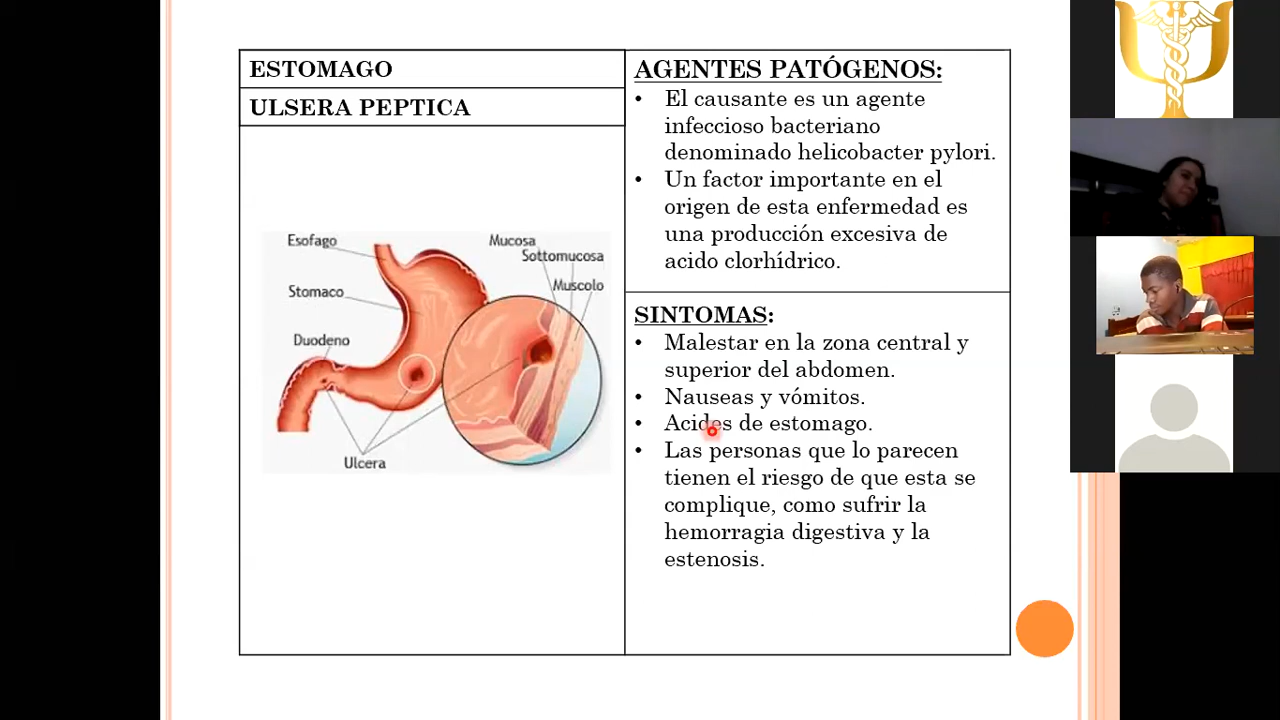 ESTOMAGO
ULSERA PEPTICA
Esofago
Mucosa
Sottomucosa
Stomaco
Muscolo
Duodeno
Ulcera
AGENTES PATÓGENOS:
• El causante es un agente
infeccioso bacteriano
denominado helicobacter pylori.
• Un factor importante en el
origen de esta enfermedad es
una producción excesiva de
acido clorhídrico.
SINTOMAS:
• Malestar en la zona central y
superior del abdomen.
• Nauseas y vómitos.
• Acides de estomago.
• Las personas que lo parecen
tienen el riesgo de que esta se
complique, como sufrir la
hemorragia digestiva y la
estenosis.